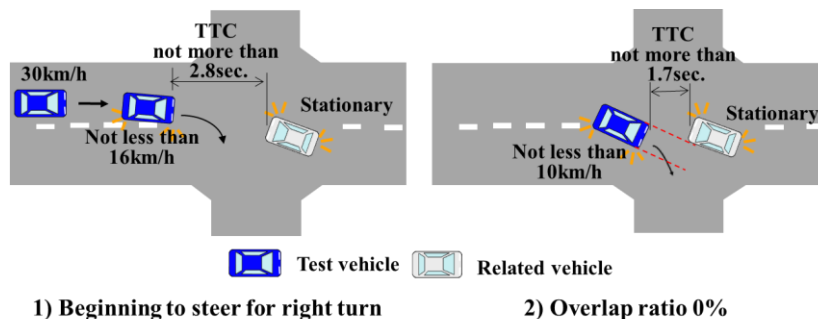 TTC
not more than
2.8sec.
30km/h
Stationary
Not less than
16km/h
TTC
not more than
1.7sec.
Stationary
Not less than
10km/h
Test vehicle
Related vehicle
1) Beginning to steer for right turn
2) Overlap ratio 0%